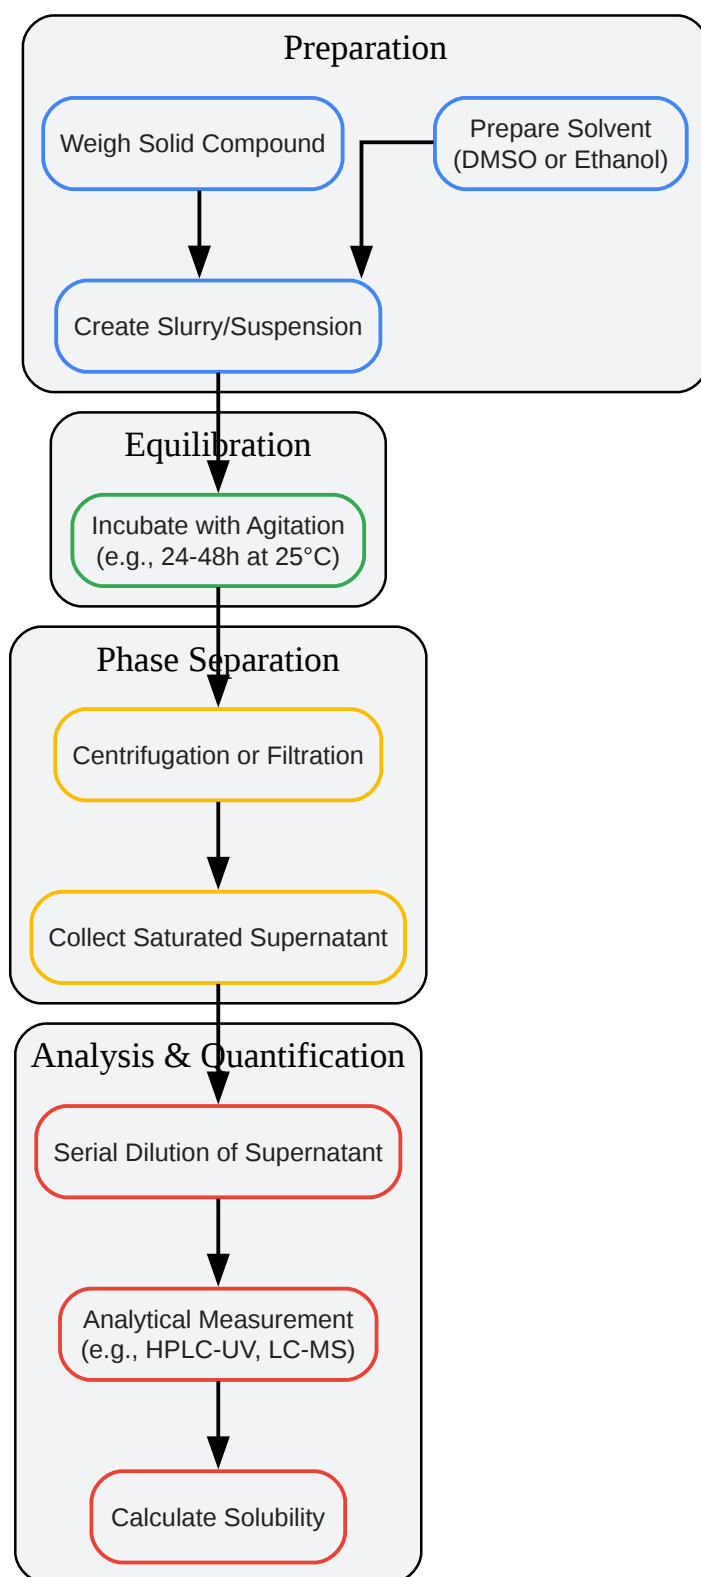 Preparation
Weigh Solid Compound
Prepare Solvent
(DMSO or Ethanol)
Create Slurry/Suspension
Equilibration
Incubate with Agitation
(e.g., 24-48h at 25°C)
Phase Separation
Centrifugation or Filtration
Collect Saturated Supernatant
Analysis & Quantification
Serial Dilution of Supernatant
Analytical Measurement
(e.g., HPLC-UV, LC-MS)
Calculate Solubility